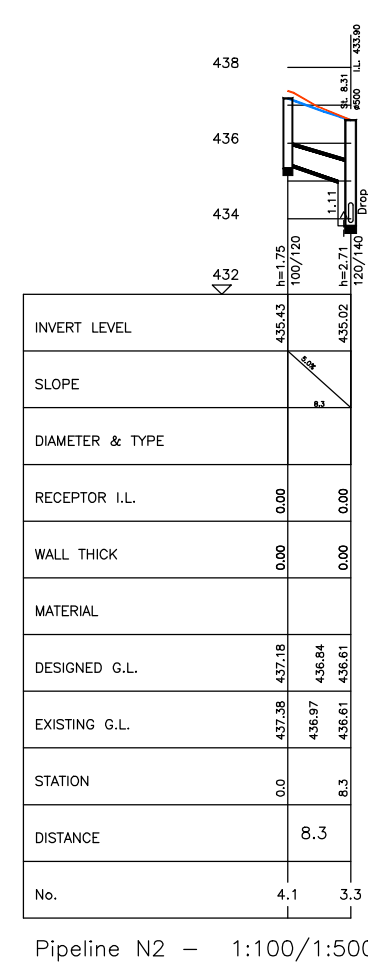 438
436
434
432
St. 8.31 I.L. 433.90
ø500
1.11
Drop
h=1.75
100/120
h=2.71
120/140
INVERT LEVEL 435.43 435.02
SLOPE 5.0% 8.3
DIAMETER & TYPE
RECEPTOR I.L. 0.00 0.00
WALL THICK 0.00 0.00
MATERIAL
DESIGNED G.L. 437.18 436.84 436.61
EXISTING G.L. 437.38 436.97 436.61
STATION 0.0 8.3
DISTANCE 8.3
No. 4.1 3.3
Pipeline N2 – 1:100/1:500